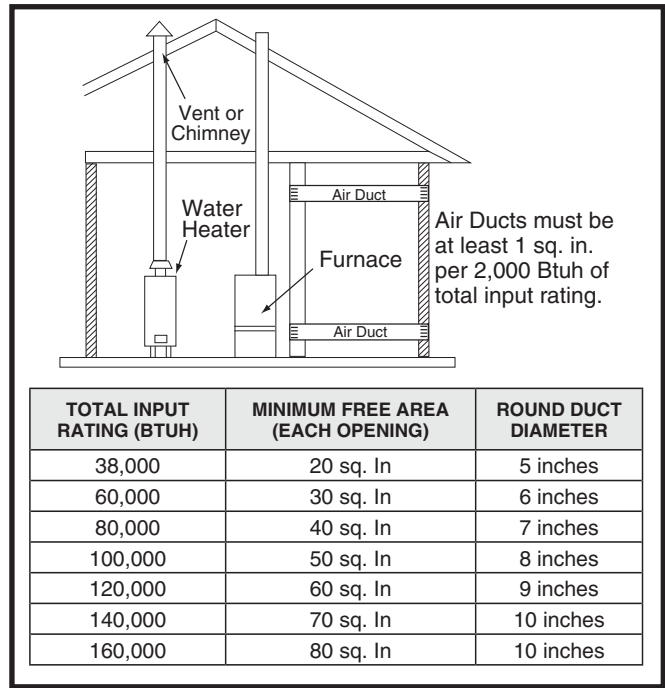 Vent or
Chimney
Water
Heater
Furnace
Air Duct
Air Duct
Air Ducts must be
at least 1 sq. in.
per 2,000 Btuh of
total input rating.
TOTAL INPUT RATING (BTUH) MINIMUM FREE AREA (EACH OPENING) ROUND DUCT DIAMETER
38,000 20 sq. In 5 inches
60,000 30 sq. In 6 inches
80,000 40 sq. In 7 inches
100,000 50 sq. In 8 inches
120,000 60 sq. In 9 inches
140,000 70 sq. In 10 inches
160,000 80 sq. In 10 inches